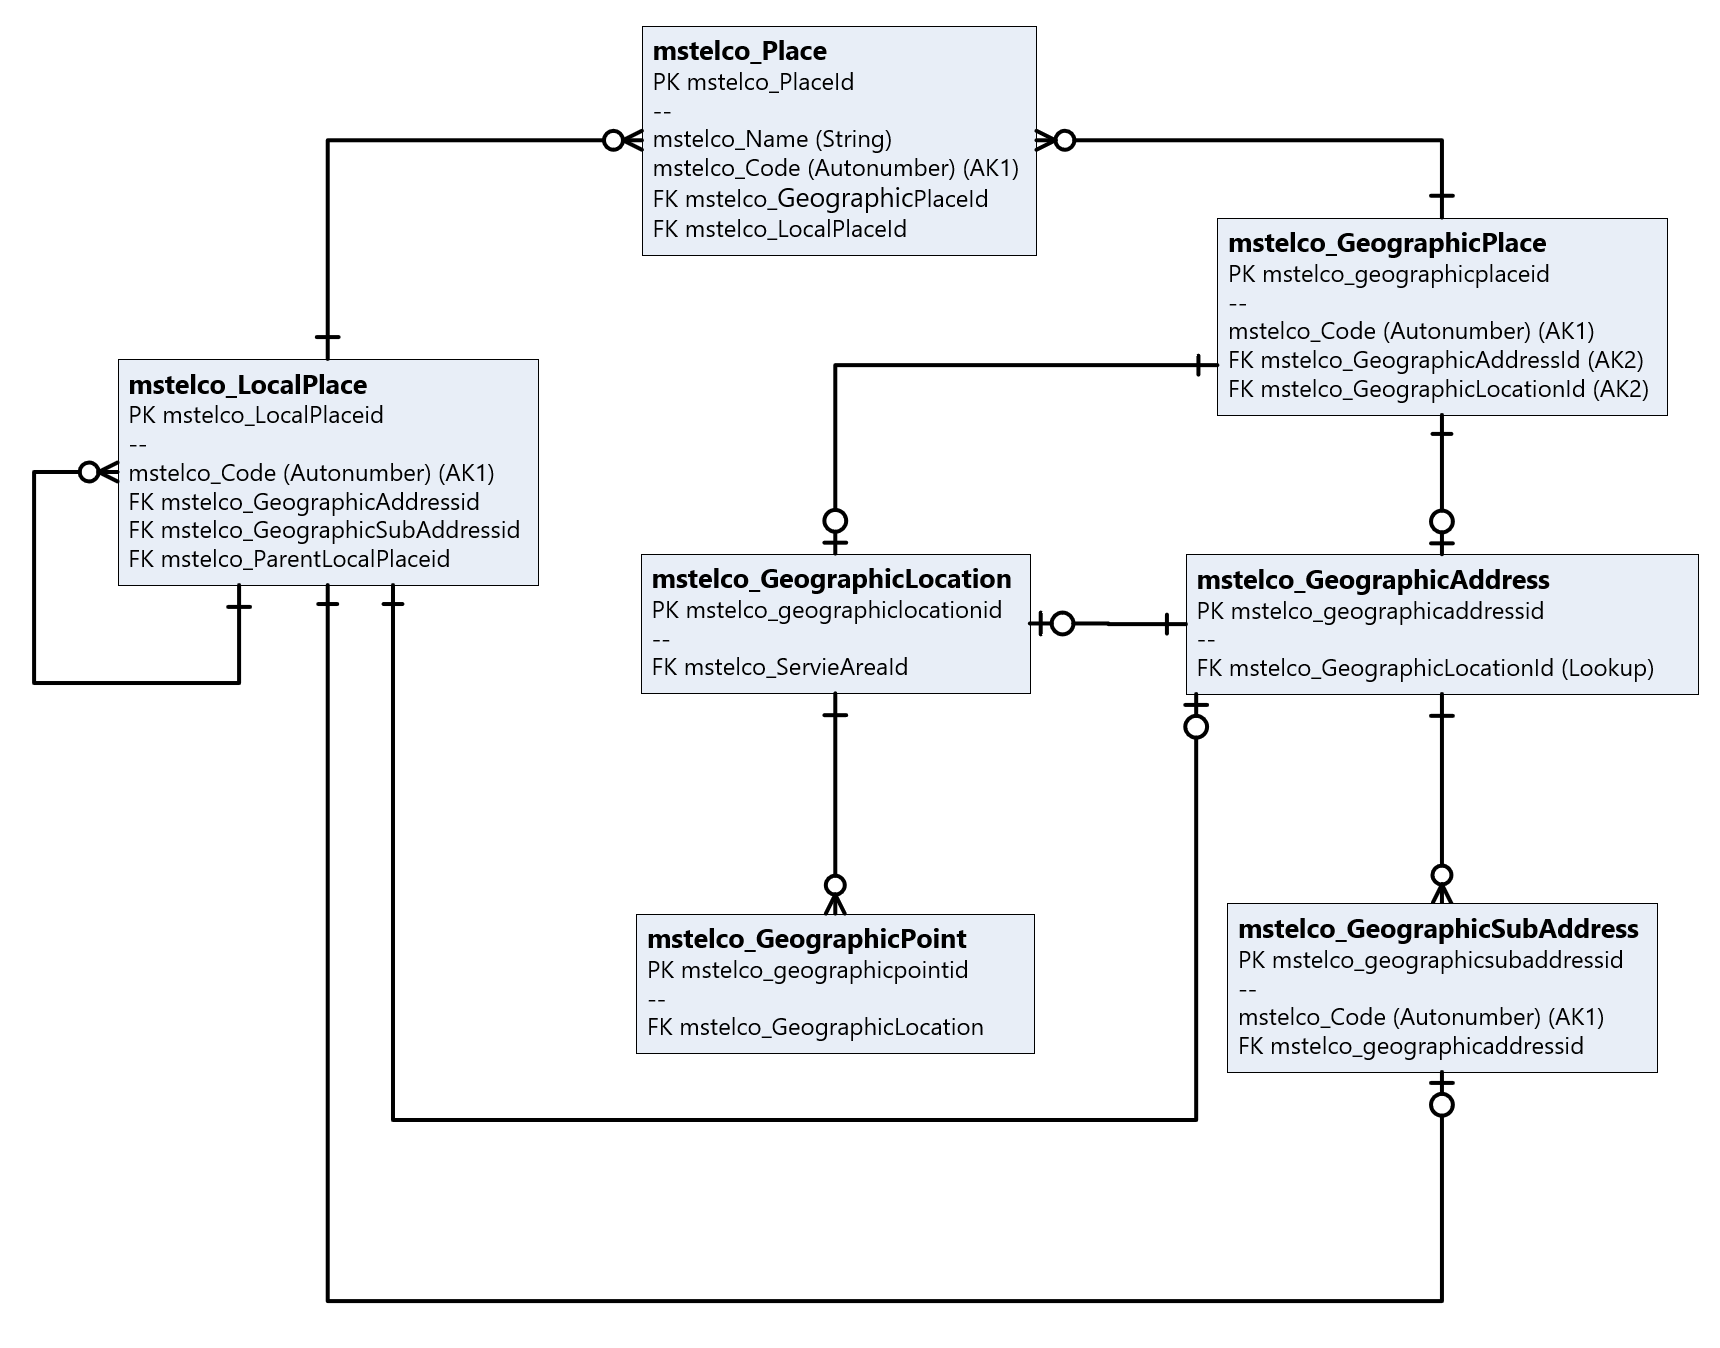 mstelco_Place
PK mstelco_PlaceId
--
mstelco_Name (String)
mstelco_Code (Autonumber) (AK1)
FK mstelco_GeographicPlaceId
FK mstelco_LocalPlaceId
mstelco_GeographicPlace
PK mstelco_geographicplaceid
--
mstelco_Code (Autonumber) (AK1)
FK mstelco_GeographicAddressId (AK2)
FK mstelco_GeographicLocationId (AK2)
mstelco_LocalPlace
PK mstelco_LocalPlaceid
--
mstelco_Code (Autonumber) (AK1)
FK mstelco_GeographicAddressid
FK mstelco_GeographicSubAddressid
FK mstelco_ParentLocalPlaceid
mstelco_GeographicLocation
PK mstelco_geographiclocationid
--
FK mstelco_ServieAreaId
mstelco_GeographicAddress
PK mstelco_geographicaddressid
--
FK mstelco_GeographicLocationId (Lookup)
mstelco_GeographicPoint
PK mstelco_geographicpointid
--
FK mstelco_GeographicLocation
mstelco_GeographicSubAddress
PK mstelco_geographicsubaddressid
--
mstelco_Code (Autonumber) (AK1)
FK mstelco_geographicaddressid